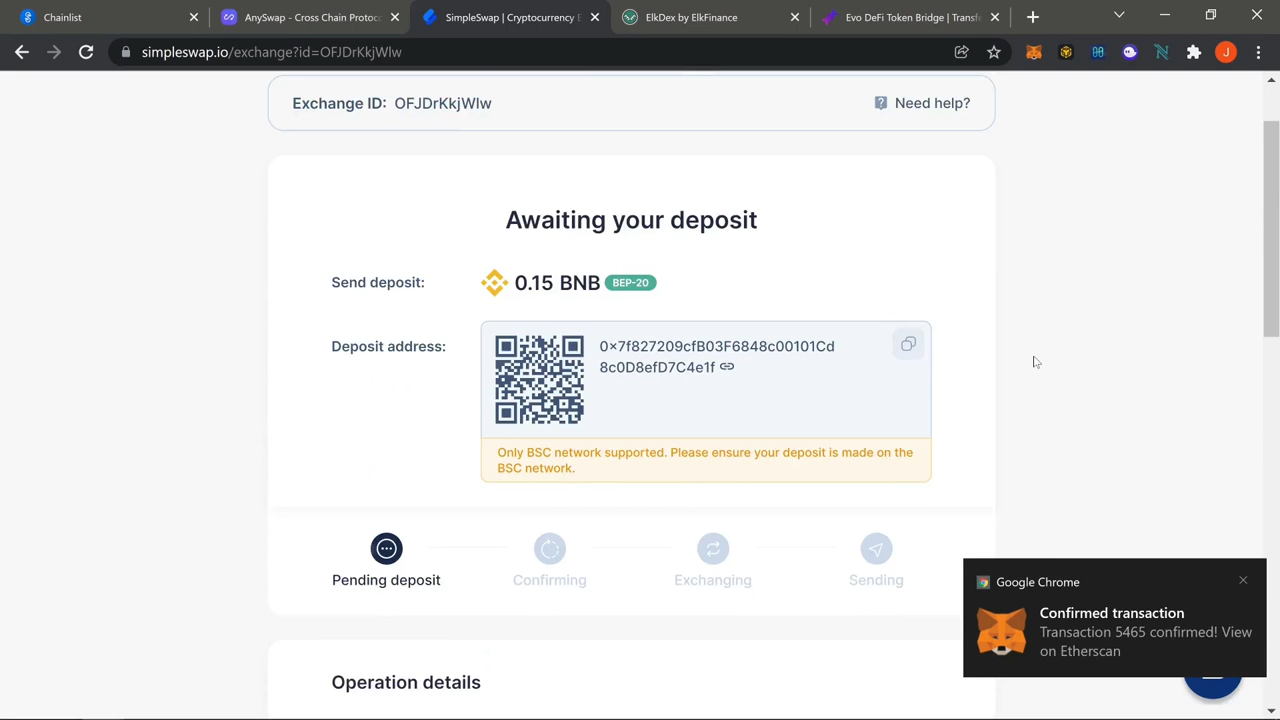 Chainlist
AnySwap - Cross Chain Protoco
SimpleSwap | Cryptocurrency E
ElkDex by ElkFinance
Evo DeFi Token Bridge | Transfe
simpleswap.io/exchange?id=OFJDrKkjWlw
J
Exchange ID: OFJDrKkjWlw
Need help?
Awaiting your deposit
Send deposit:
0.15 BNB BEP-20
Deposit address:
0x7f827209cfB03F6848c00101Cd
8c0D8efD7C4e1f
Only BSC network supported. Please ensure your deposit is made on the
BSC network.
Pending deposit
Confirming
Exchanging
Sending
Google Chrome
Confirmed transaction
Transaction 5465 confirmed! View
on Etherscan
Operation details